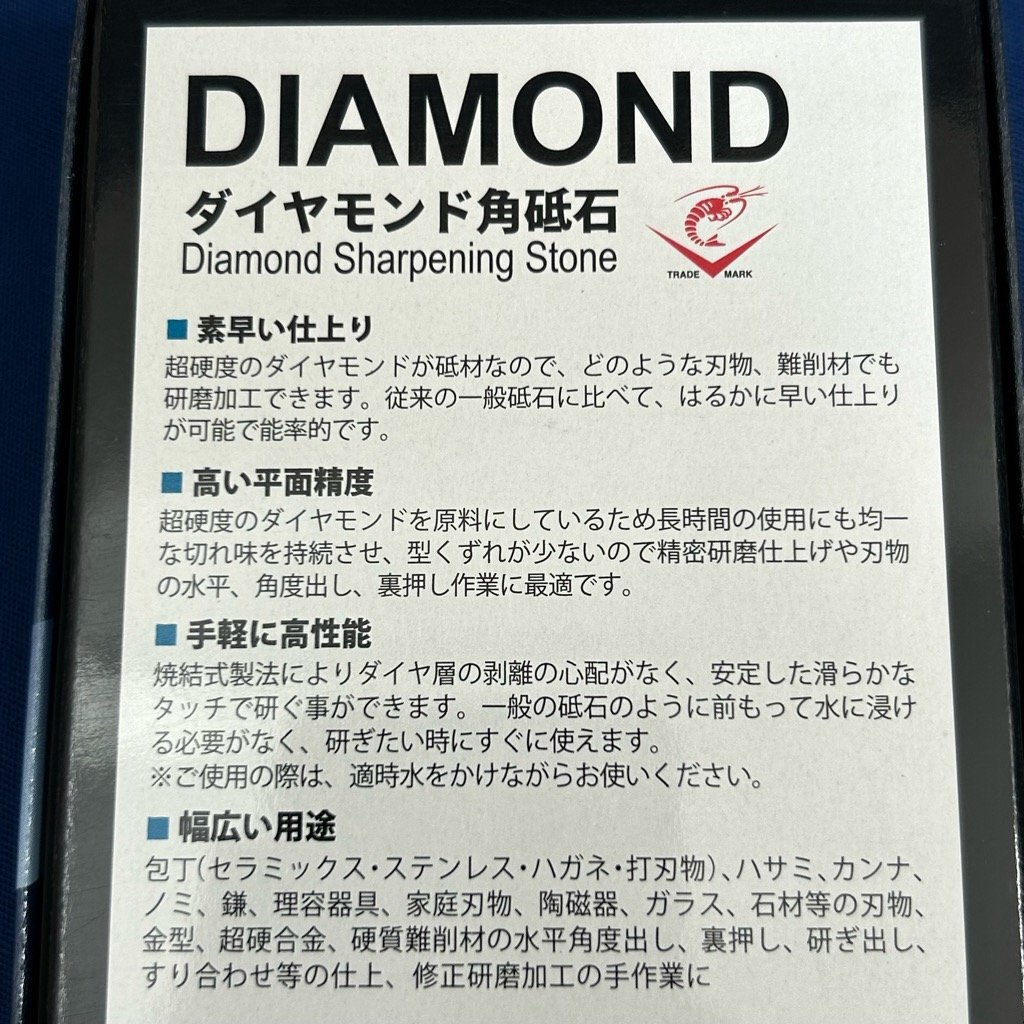 DIAMOND
ダイヤモンド角砥石
Diamond Sharpening Stone
TRADE MARK
■ 素早い仕上り
超硬度のダイヤモンドが砥材なので、どのような刃物、難削材でも
研磨加工できます。従来の一般砥石に比べて、はるかに早い仕上り
が可能で能率的です。
■ 高い平面精度
超硬度のダイヤモンドを原料にしているため長時間の使用にも均一
な切れ味を持続させ、型くずれが少ないので精密研磨仕上げや刃物
の水平、角度出し、裏押し作業に最適です。
■ 手軽に高性能
焼結式製法によりダイヤ層の剥離の心配がなく、安定した滑らかな
タッチで研ぐ事ができます。一般の砥石のように前もって水に浸け
る必要がなく、研ぎたい時にすぐに使えます。
※ご使用の際は、適時水をかけながらお使いください。
■ 幅広い用途
包丁(セラミックス・ステンレス・ハガネ・打刃物)、ハサミ、カンナ、
ノミ、鎌、理容器具、家庭刃物、陶磁器、ガラス、石材等の刃物、
金型、超硬合金、硬質難削材の水平角度出し、裏押し、研ぎ出し、
すり合わせ等の仕上、修正研磨加工の手作業に